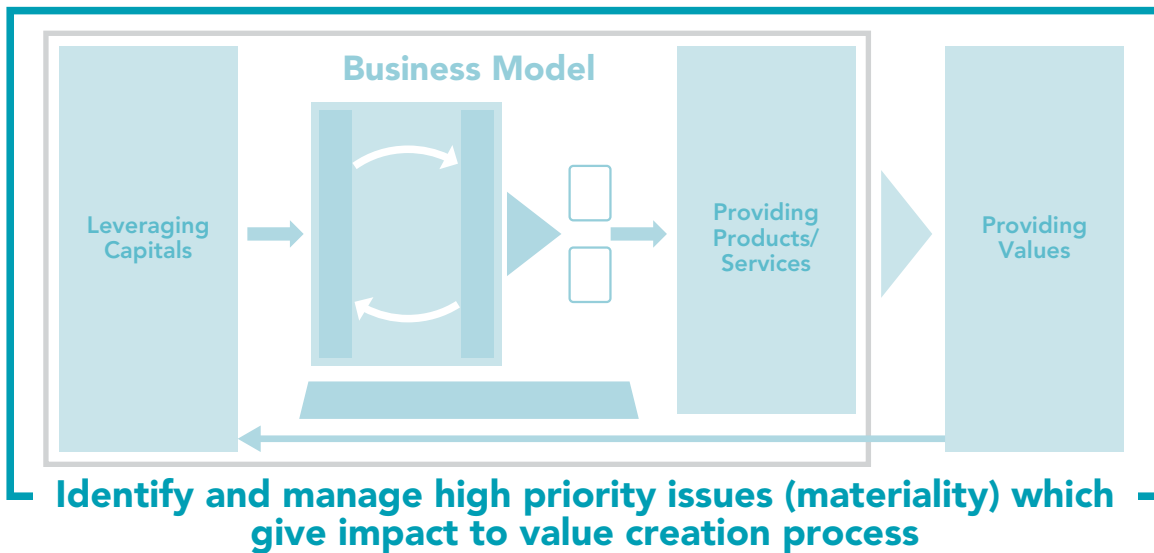 Business Model
Leveraging
Capitals
Providing
Products/
Services
Providing
Values
Identify and manage high priority issues (materiality) which
give impact to value creation process